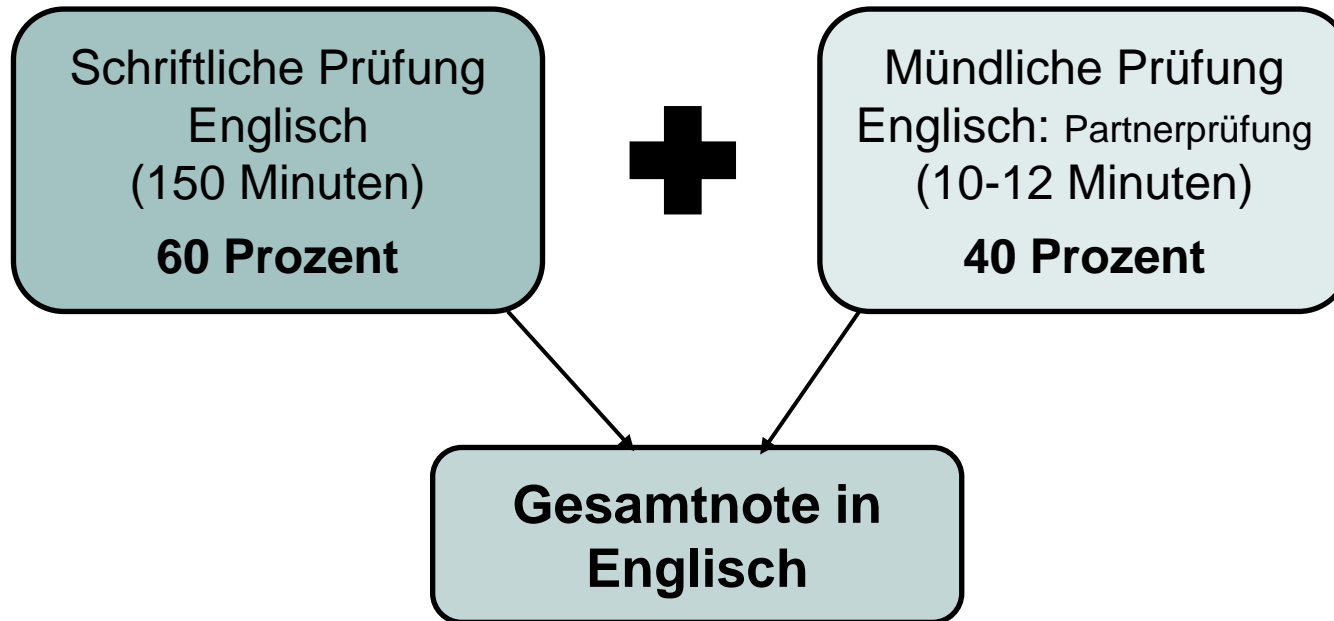 Schriftliche Prüfung
Englisch
(150 Minuten)
60 Prozent
Mündliche Prüfung
Englisch: Partnerprüfung
(10-12 Minuten)
40 Prozent
Gesamtnote in
Englisch